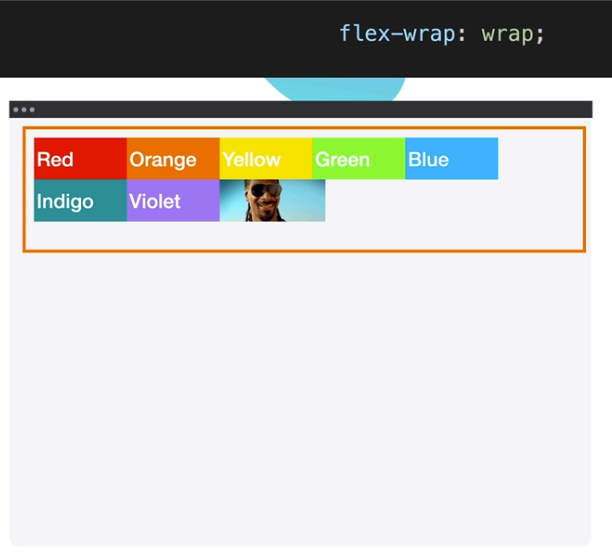 flex-wrap: wrap;
Red Orange Yellow Green Blue
Indigo Violet